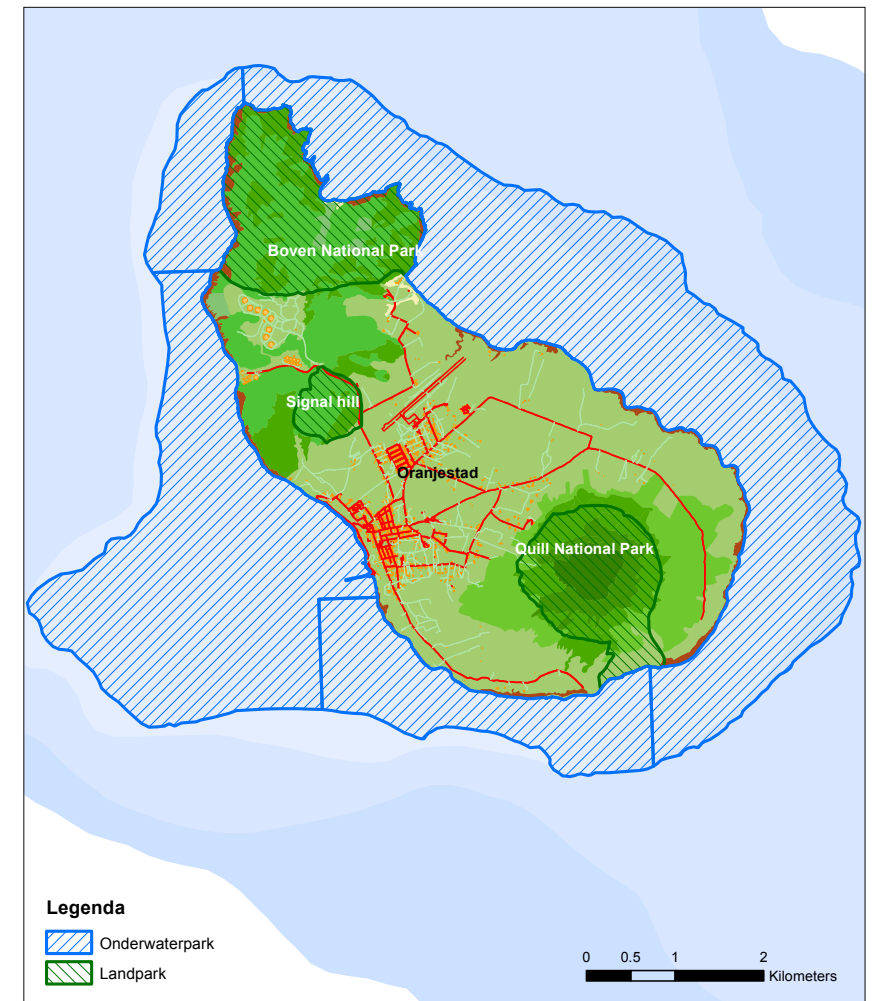 Boven National Park
Signal hill
Oranjestad
Quill National Park
Legenda
Onderwaterpark
Landpark
0 0.5 1 2
Kilometers